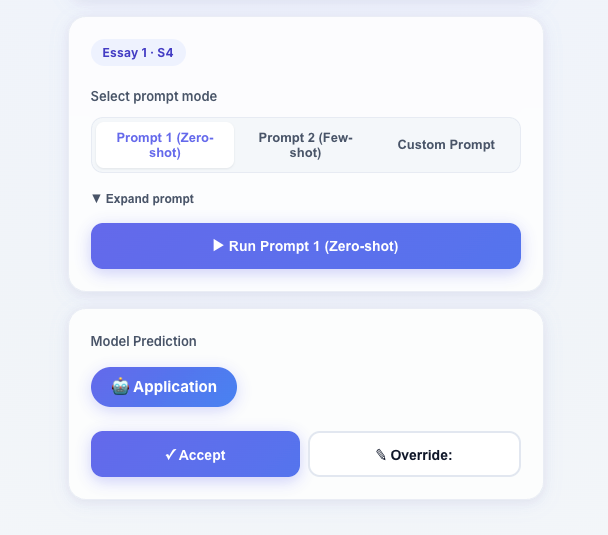 Essay 1 · S4
Select prompt mode
Prompt 1 (Zero-
shot)
Prompt 2 (Few-
shot)
Custom Prompt
▼ Expand prompt
▶ Run Prompt 1 (Zero-shot)
Model Prediction
🤖 Application
✓ Accept
✎ Override: